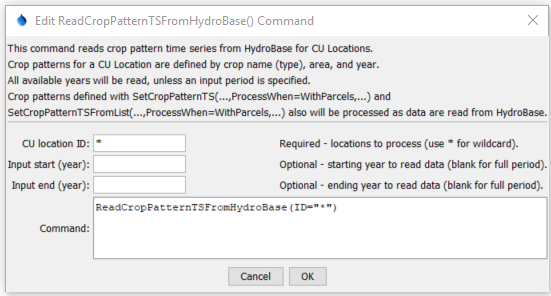 Edit ReadCropPatternTSFromHydroBase() Command
This command reads crop pattern time series from HydroBase for CU Locations.
Crop patterns for a CU Location are defined by crop name (type), area, and year.
All available years will be read, unless an input period is specified.
Crop patterns defined with SetCropPatternTS(...,ProcessWhen=WithParcels,...) and
SetCropPatternTSFromList(...,ProcessWhen=WithParcels,...) also will be processed as data are read from HydroBase.
CU location ID: * Required - locations to process (use * for wildcard).
Input start (year): Optional - starting year to read data (blank for full period).
Input end (year): Optional - ending year to read data (blank for full period).
Command: ReadCropPatternTSFromHydroBase(ID="*")
Cancel OK